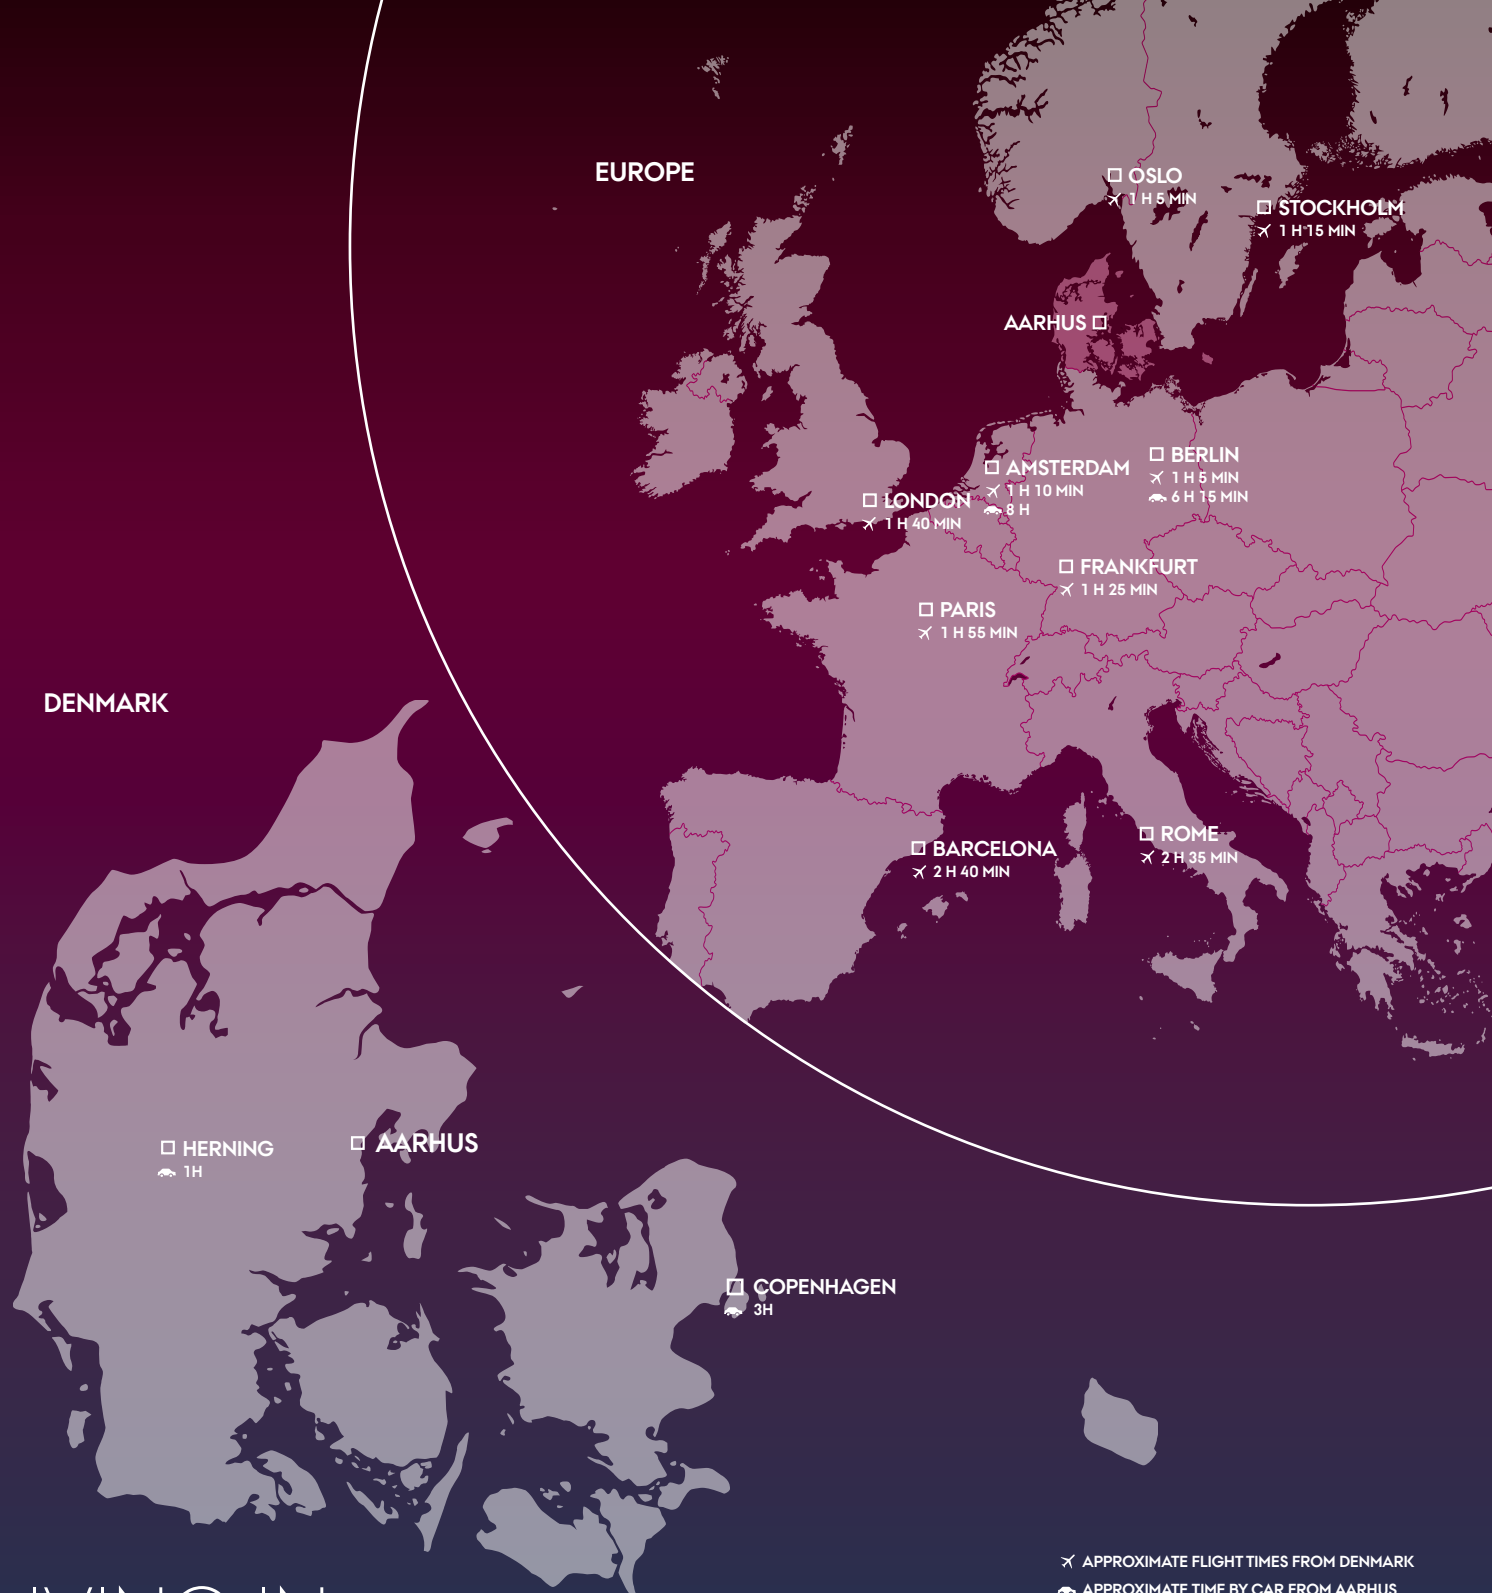 EUROPE
OSLO
1 H 5 MIN
STOCKHOLM
1 H 15 MIN
AARHUS
BERLIN
1 H 5 MIN
6 H 15 MIN
AMSTERDAM
1 H 10 MIN
8 H
LONDON
1 H 40 MIN
FRANKFURT
1 H 25 MIN
PARIS
1 H 55 MIN
ROME
2 H 35 MIN
BARCELONA
2 H 40 MIN
DENMARK
HERNING
1H
AARHUS
COPENHAGEN
3H
APPROXIMATE FLIGHT TIMES FROM DENMARK
APPROXIMATE TIME BY CAR FROM AARHUS